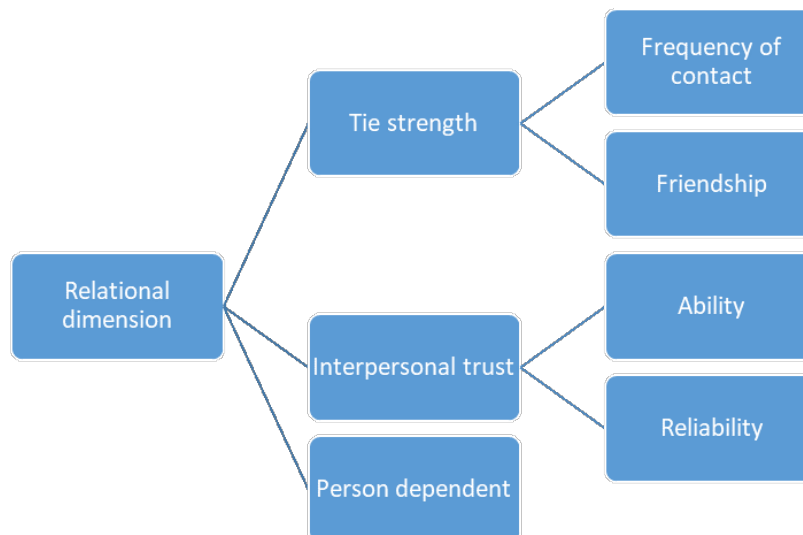 Relational
dimension
Tie strength
Frequency of
contact
Friendship
Interpersonal trust
Ability
Reliability
Person dependent